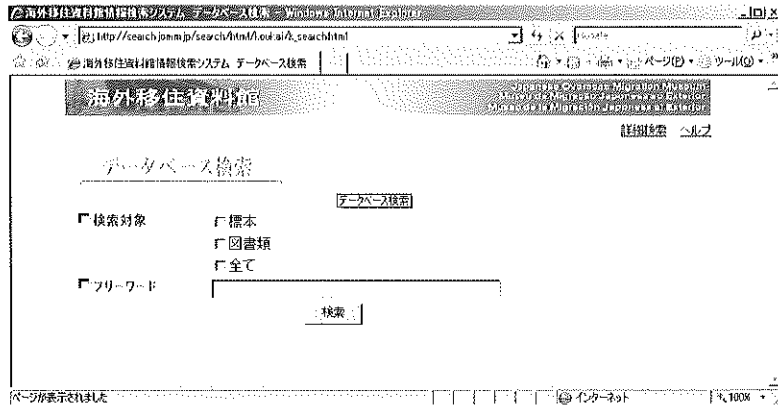 海外移住資料館情報検索システム データベース検索 - Windows Internet Explorer
海外移住資料館情報検索システム データベース検索
ページ(P)
ツール(O)
海外移住資料館
Japanese Overseas Migration Museum
詳細検索 ヘルプ
データベース検索
データベース検索
検索対象
標本
図書類
全て
フリーワード
検索
ページが表示されました
インターネット
100%